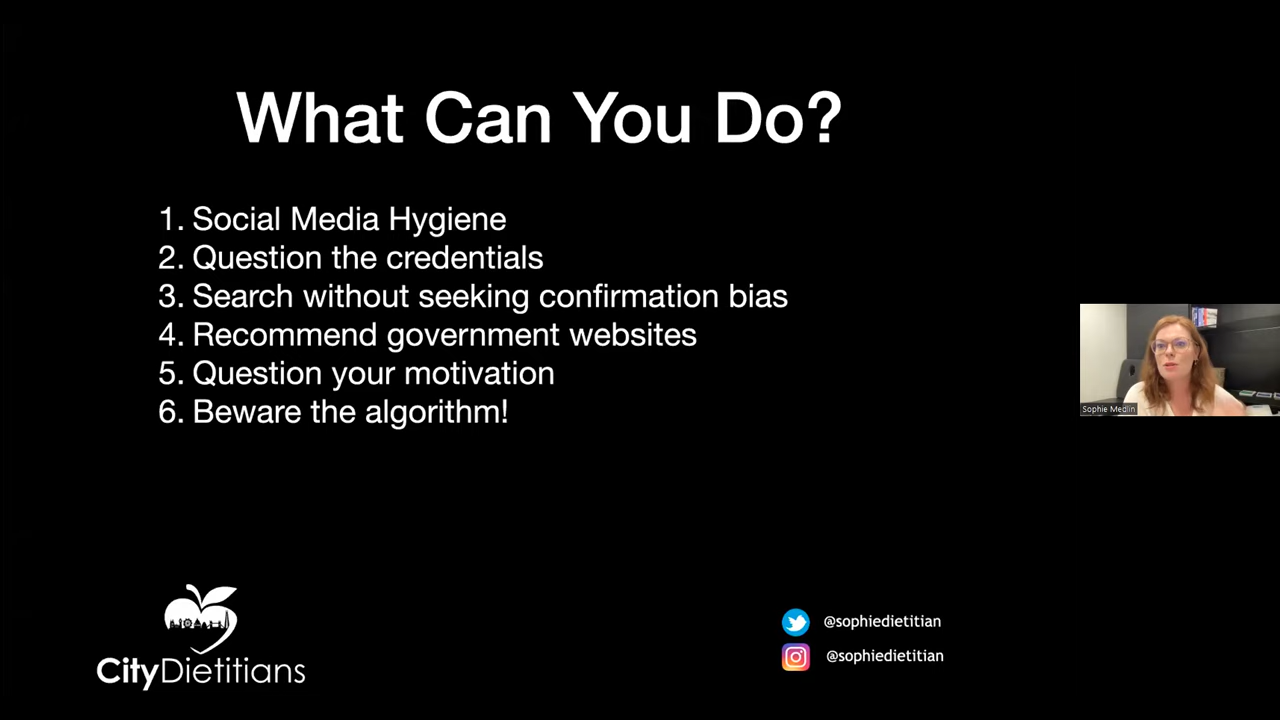 What Can You Do?
1. Social Media Hygiene
2. Question the credentials
3. Search without seeking confirmation bias
4. Recommend government websites
5. Question your motivation
6. Beware the algorithm!
Sophie Medlin
@sophiedietitian
@sophiedietitian
CityDietitians